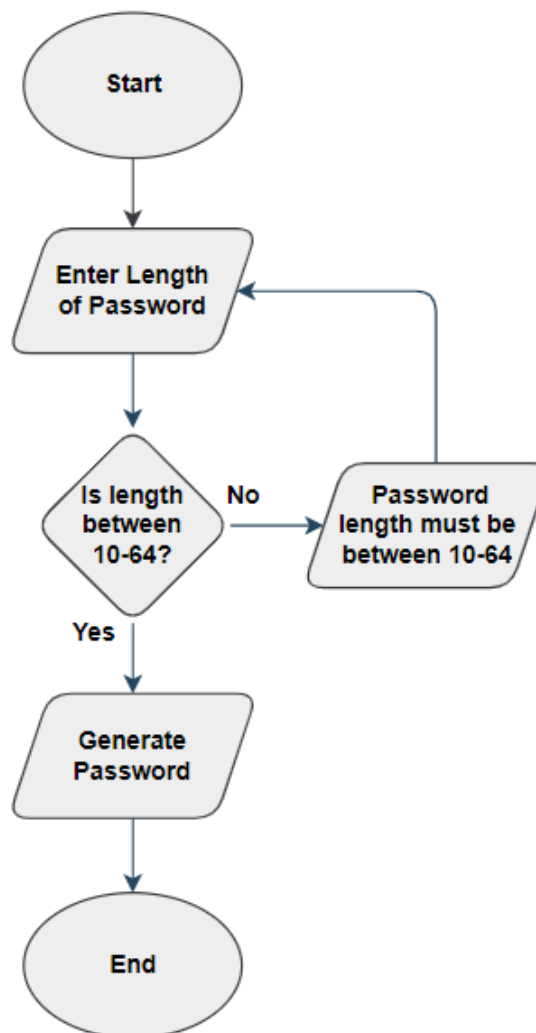 Start
Enter Length
of Password
Is length
between
10-64?
No
Password
length must be
between 10-64
Yes
Generate
Password
End